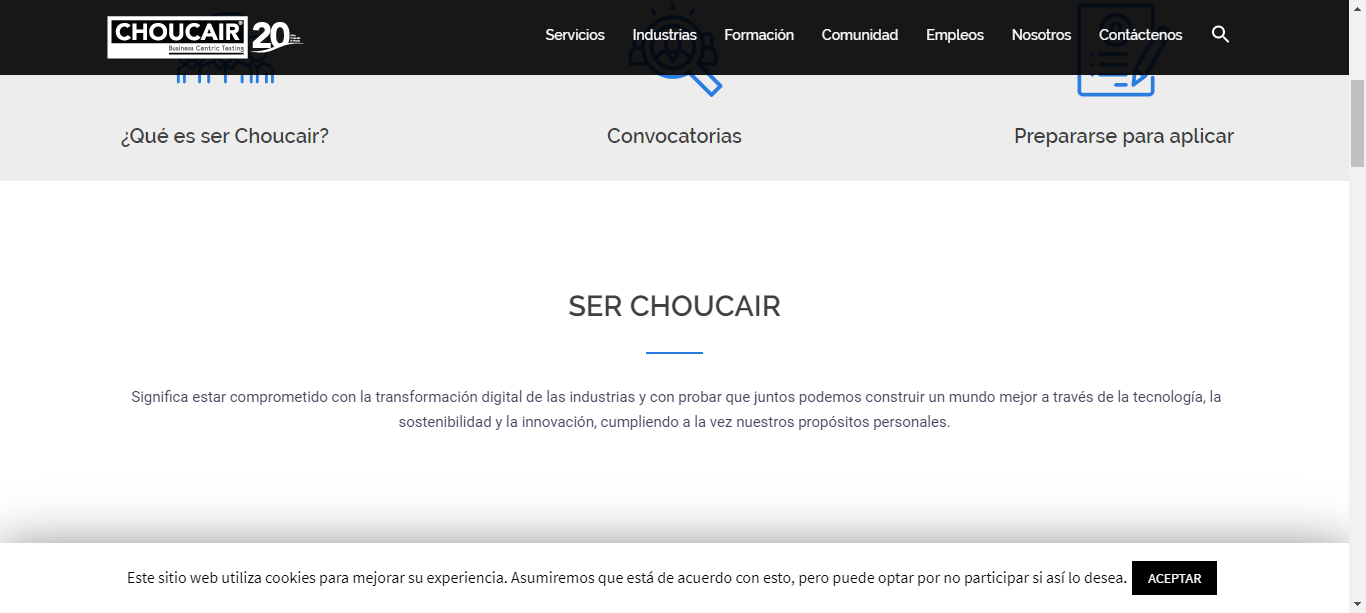 CHOUCAIR
Business Centric Testing
20
Servicios Industrias Formación Comunidad Empleos Nosotros Contáctenos
¿Qué es ser Choucair? Convocatorias Prepararse para aplicar
SER CHOUCAIR
Significa estar comprometido con la transformación digital de las industrias y con probar que juntos podemos construir un mundo mejor a través de la tecnología, la
sostenibilidad y la innovación, cumpliendo a la vez nuestros propósitos personales.
Este sitio web utiliza cookies para mejorar su experiencia. Asumiremos que está de acuerdo con esto, pero puede optar por no participar si así lo desea. ACEPTAR